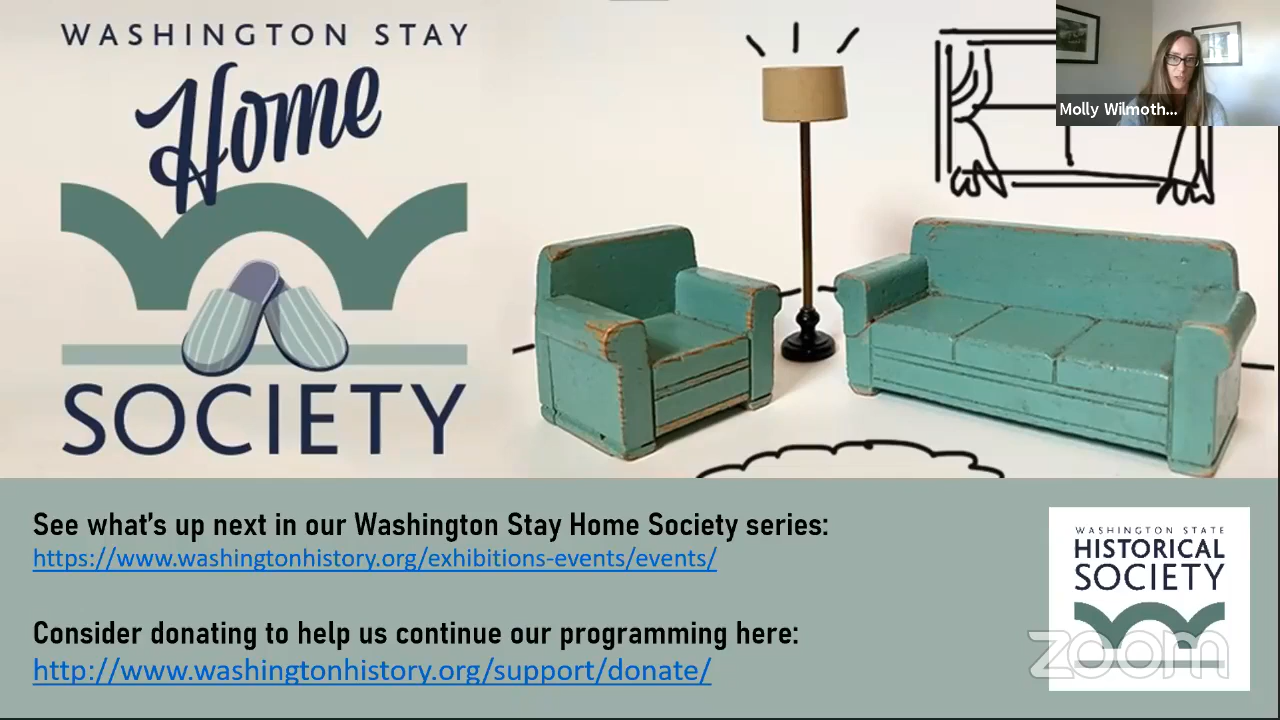 WASHINGTON STAY
Home
SOCIETY
Molly Wilmoth...
See what's up next in our Washington Stay Home Society series:
https://www.washingtonhistory.org/exhibitions-events/events/
Consider donating to help us continue our programming here:
http://www.washingtonhistory.org/support/donate/
WASHINGTON STATE
HISTORICAL
SOCIETY
zoom